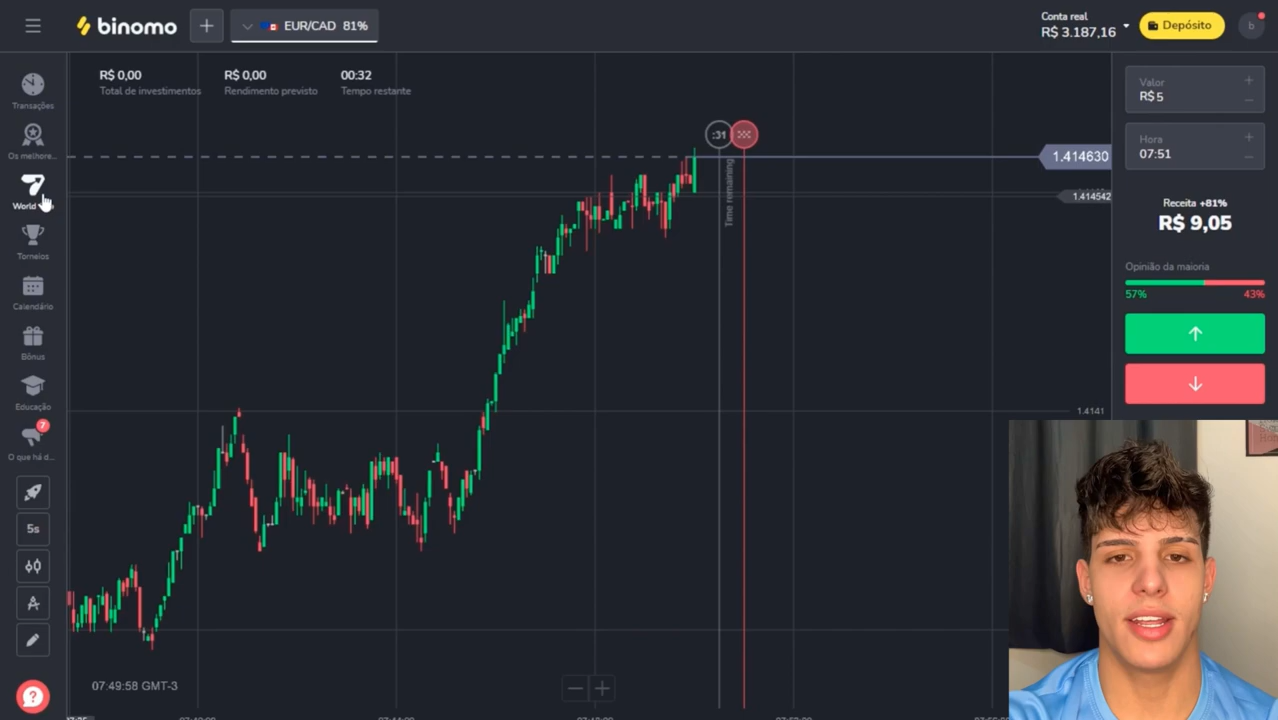 binomo
+
EUR/CAD 81%
Conta real
R$ 3.187,16
Depósito
b
R$ 0,00
Total de investimentos
R$ 0,00
Rendimento previsto
00:32
Tempo restante
Transações
Os melhore...
World
Torneios
Calendário
Bônus
Educação
7
O que há d...
5s
?
:31
Time remaining
1.414630
1.414542
1.4141
Valor
R$5
+
−
Hora
07:51
+
−
Receita +81%
R$ 9,05
Opinião da maioria
57%
43%
↑
↓
07:49:58 GMT-3
− +